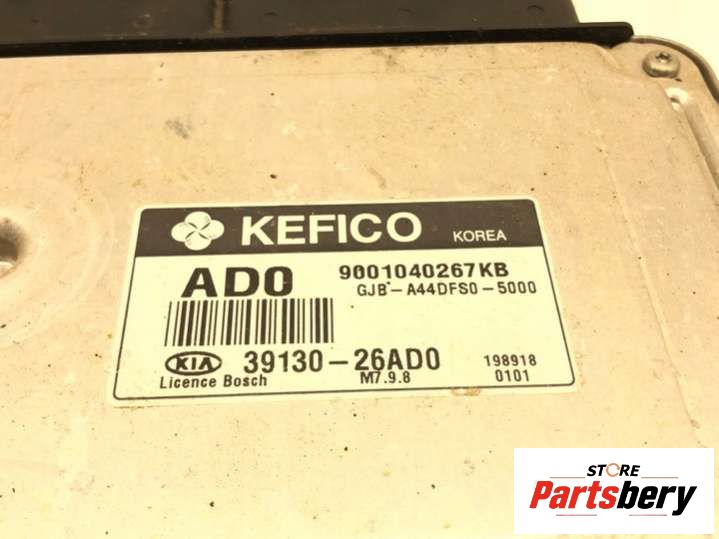 KEFICO KOREA
AD0 9001040267KB
GJB-A44DFS0-5000
KIA 39130-26AD0 198918
Licence Bosch M7.9.8 0101
STORE
Partsbery